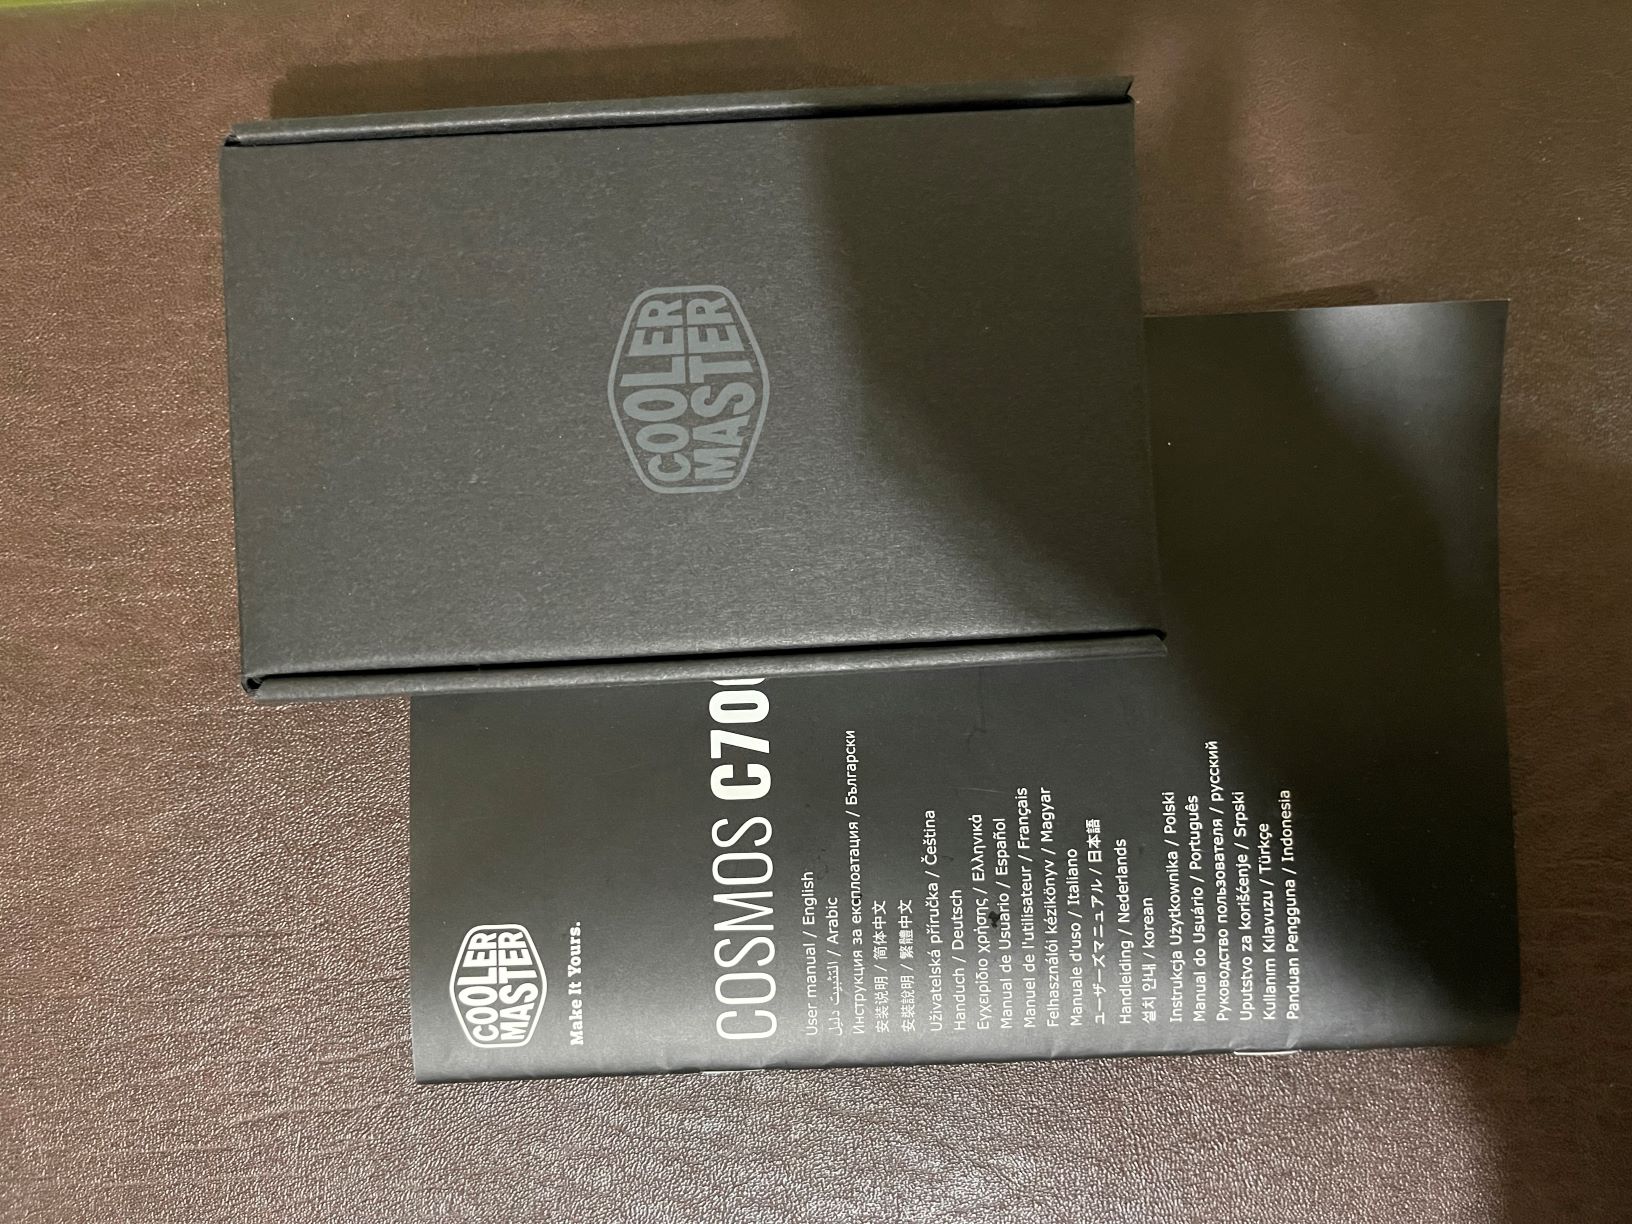 COOLER
MASTER
COOLER
MASTER
Make It Yours.
COSMOS C70
User manual / English
دليل التثبيت / Arabic
Инструкция за експлоатация / Български
安装说明 / 简体中文
安裝說明 / 繁體中文
Uživatelská příručka / Čeština
Handuch / Deutsch
Εγχειρίδιο χρήσης / Ελληνικά
Manual de Usuario / Español
Manuel de l'utilisateur / Français
Felhasználói kézikönyv / Magyar
Manuale d'uso / Italiano
ユーザーズマニュアル / 日本語
Handleiding / Nederlands
설치 안내 / korean
Instrukcja Użytkownika / Polski
Manual do Usuário / Português
Руководство пользователя / русский
Uputstvo za korišćenje / Srpski
Kullanım Kılavuzu / Türkçe
Panduan Pengguna / Indonesia